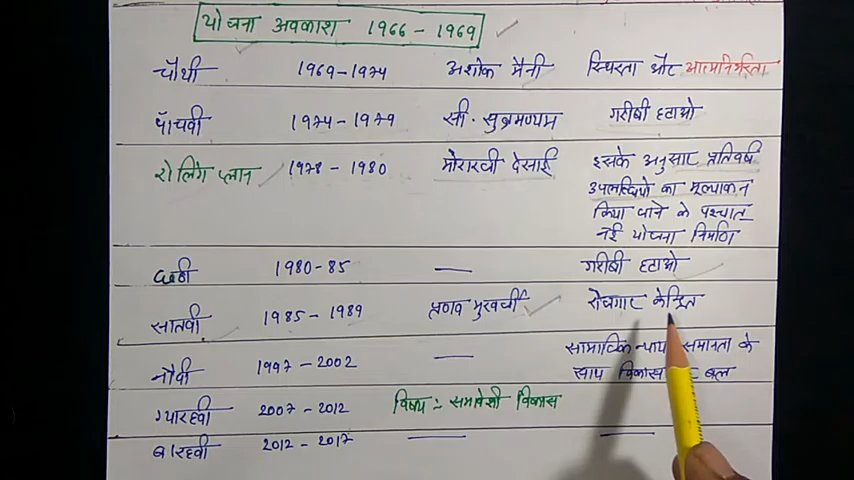 योजना अवकाश 1966 - 1969
चौथी 1969-1974 अशोक मैनी स्थिरता और आत्मनिर्भरता
पाँचवी 1974-1979 सी. सुब्रमण्यम गरीबी हटाओ
रोलिंग प्लान 1978 - 1980 मोरारजी देसाई इसके अनुसार प्रतिवर्ष
उपलब्धियों का मूल्यांकन
किया जाने के पश्चात
नई योजना निर्माण
छठी 1980-85 — गरीबी हटाओ
सातवी 1985 - 1989 प्रणव मुखर्जी रोजगार केन्द्रित
नौवी 1997 - 2002 — सामाजिक न्याय समानता के
साथ विकास बल
ग्यारहवी 2007 - 2012 विषय :- समावेशी विकास
बारहवी 2012 - 2017 — —